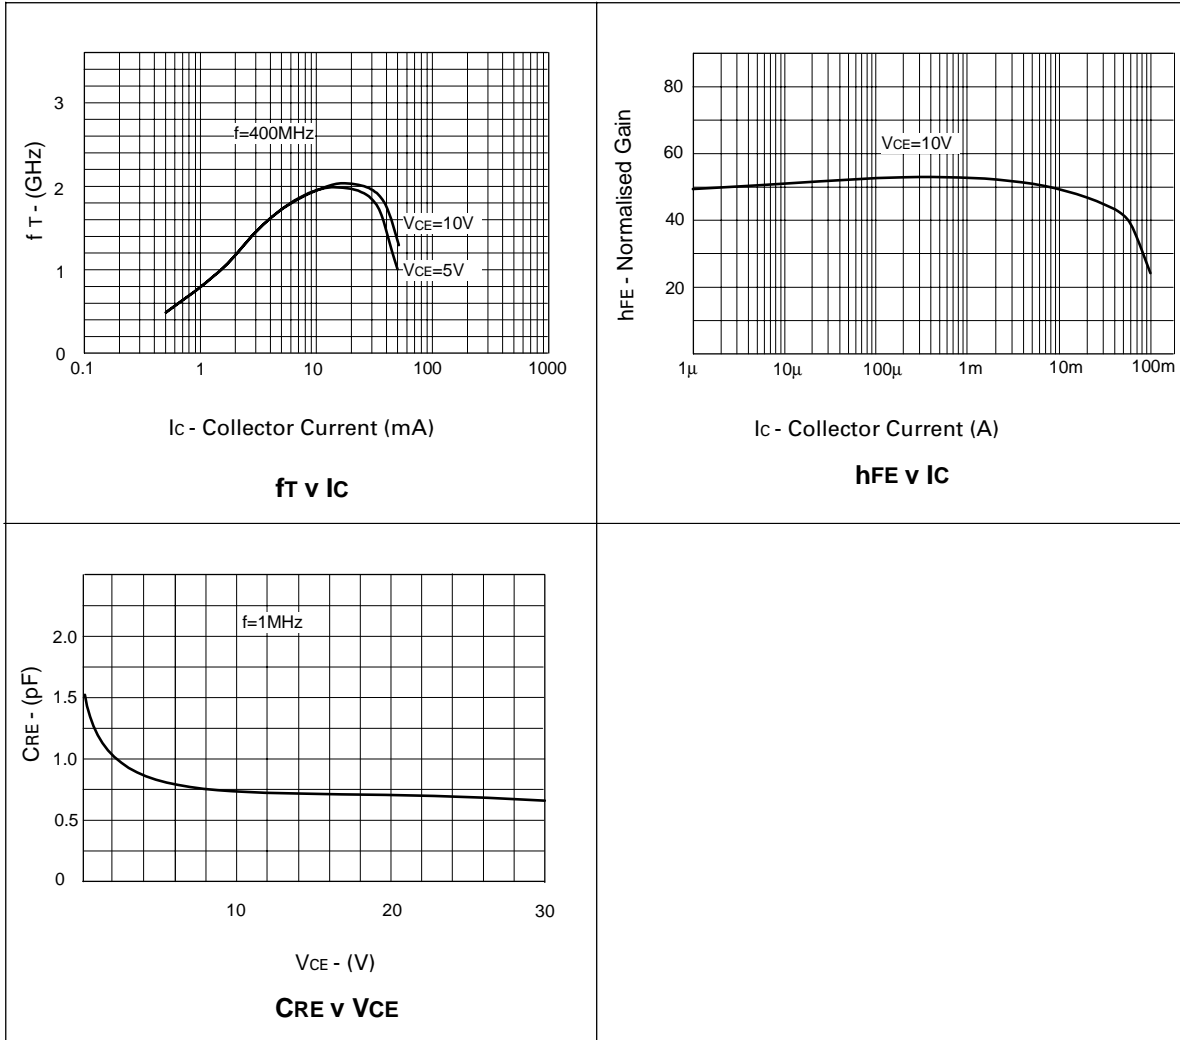 3
2
1
0
f T - (GHz)
f=400MHz
VCE=10V
VCE=5V
0.1 1 10 100 1000
IC - Collector Current (mA)
fT v IC
80
60
40
20
hFE - Normalised Gain
VCE=10V
1µ 10µ 100µ 1m 10m 100m
IC - Collector Current (A)
hFE v IC
2.0
1.5
1.0
0.5
0
CRE - (pF)
f=1MHz
10 20 30
VCE - (V)
CRE v VCE